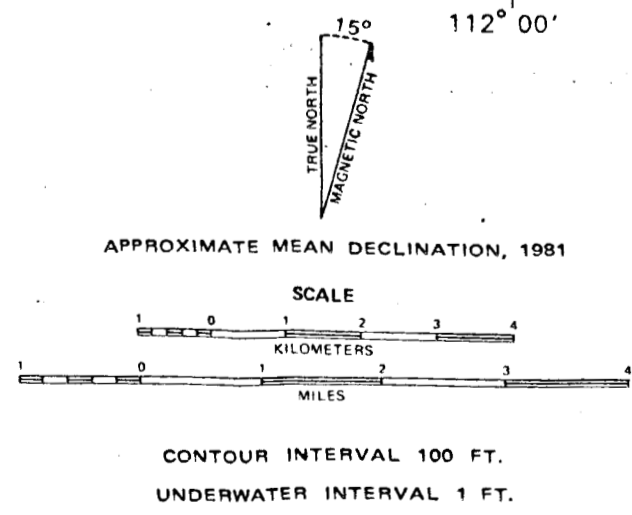 15° 112° 00'
TRUE NORTH
MAGNETIC NORTH
APPROXIMATE MEAN DECLINATION, 1981
SCALE
1 0 1 2 3 4
KILOMETERS
1 0 1 2 3 4
MILES
CONTOUR INTERVAL 100 FT.
UNDERWATER INTERVAL 1 FT.